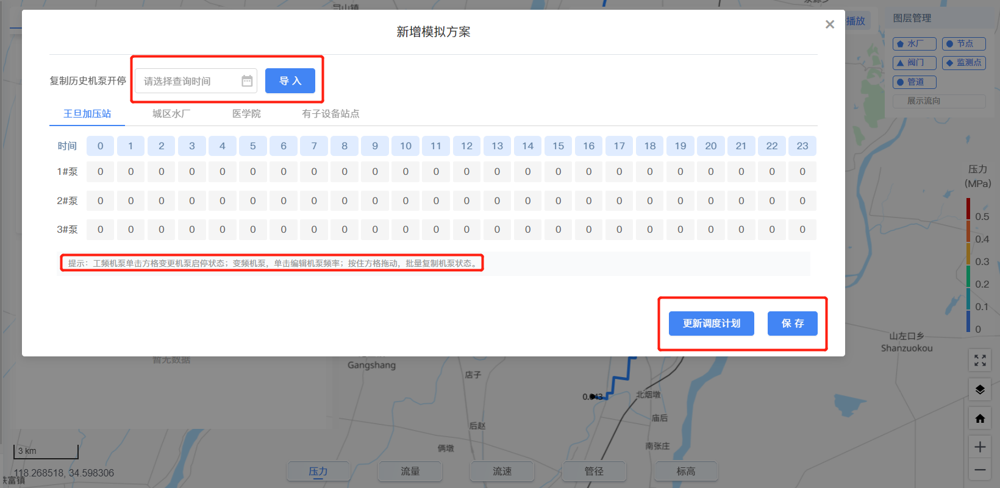 昌山镇
新增模拟方案
播放
图层管理
水厂
节点
阀门
监测点
管道
展示流向
复制历史机泵开停
请选择查询时间
导 入
王旦加压站
城区水厂
医学院
有子设备站点
时间 0 1 2 3 4 5 6 7 8 9 10 11 12 13 14 15 16 17 18 19 20 21 22 23
1#泵 0 0 0 0 0 0 0 0 0 0 0 0 0 0 0 0 0 0 0 0 0 0 0 0
2#泵 0 0 0 0 0 0 0 0 0 0 0 0 0 0 0 0 0 0 0 0 0 0 0 0
3#泵 0 0 0 0 0 0 0 0 0 0 0 0 0 0 0 0 0 0 0 0 0 0 0 0
提示：工频机泵单击方格变更机泵启停状态；变频机泵，单击编辑机泵频率；按住方格拖动，批量复制机泵状态。
更新调度计划
保 存
压力
(MPa)
0.5
0.4
0.3
0.2
0.1
0
山左口乡
Shanzuokou
暂无数据
Gangshang
店子
北烟墩
庙后
后赵
南张庄
俩墩
3 km
118.268518, 34.598306
铁富镇
压力
流量
流速
管径
标高